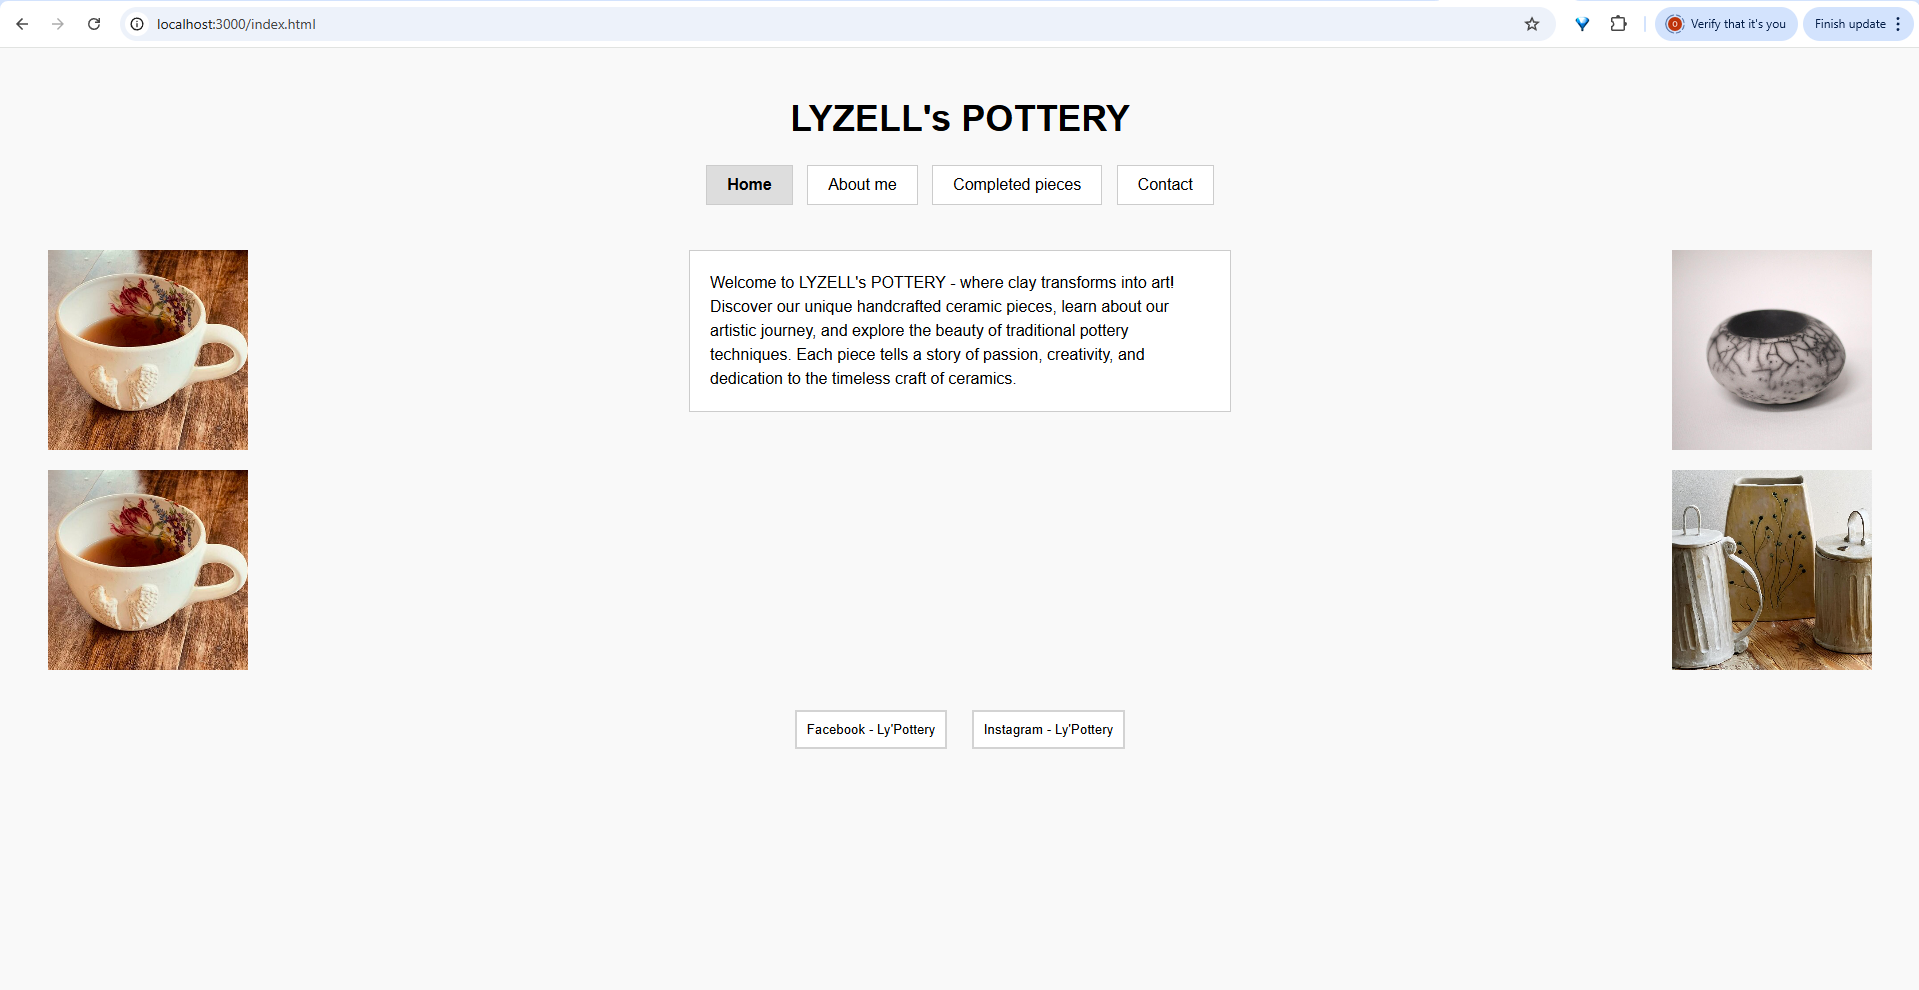 localhost:3000/index.html
Verify that it's you
Finish update
LYZELL's POTTERY
Home
About me
Completed pieces
Contact
Welcome to LYZELL's POTTERY - where clay transforms into art!
Discover our unique handcrafted ceramic pieces, learn about our
artistic journey, and explore the beauty of traditional pottery
techniques. Each piece tells a story of passion, creativity, and
dedication to the timeless craft of ceramics.
Facebook - Ly'Pottery
Instagram - Ly'Pottery